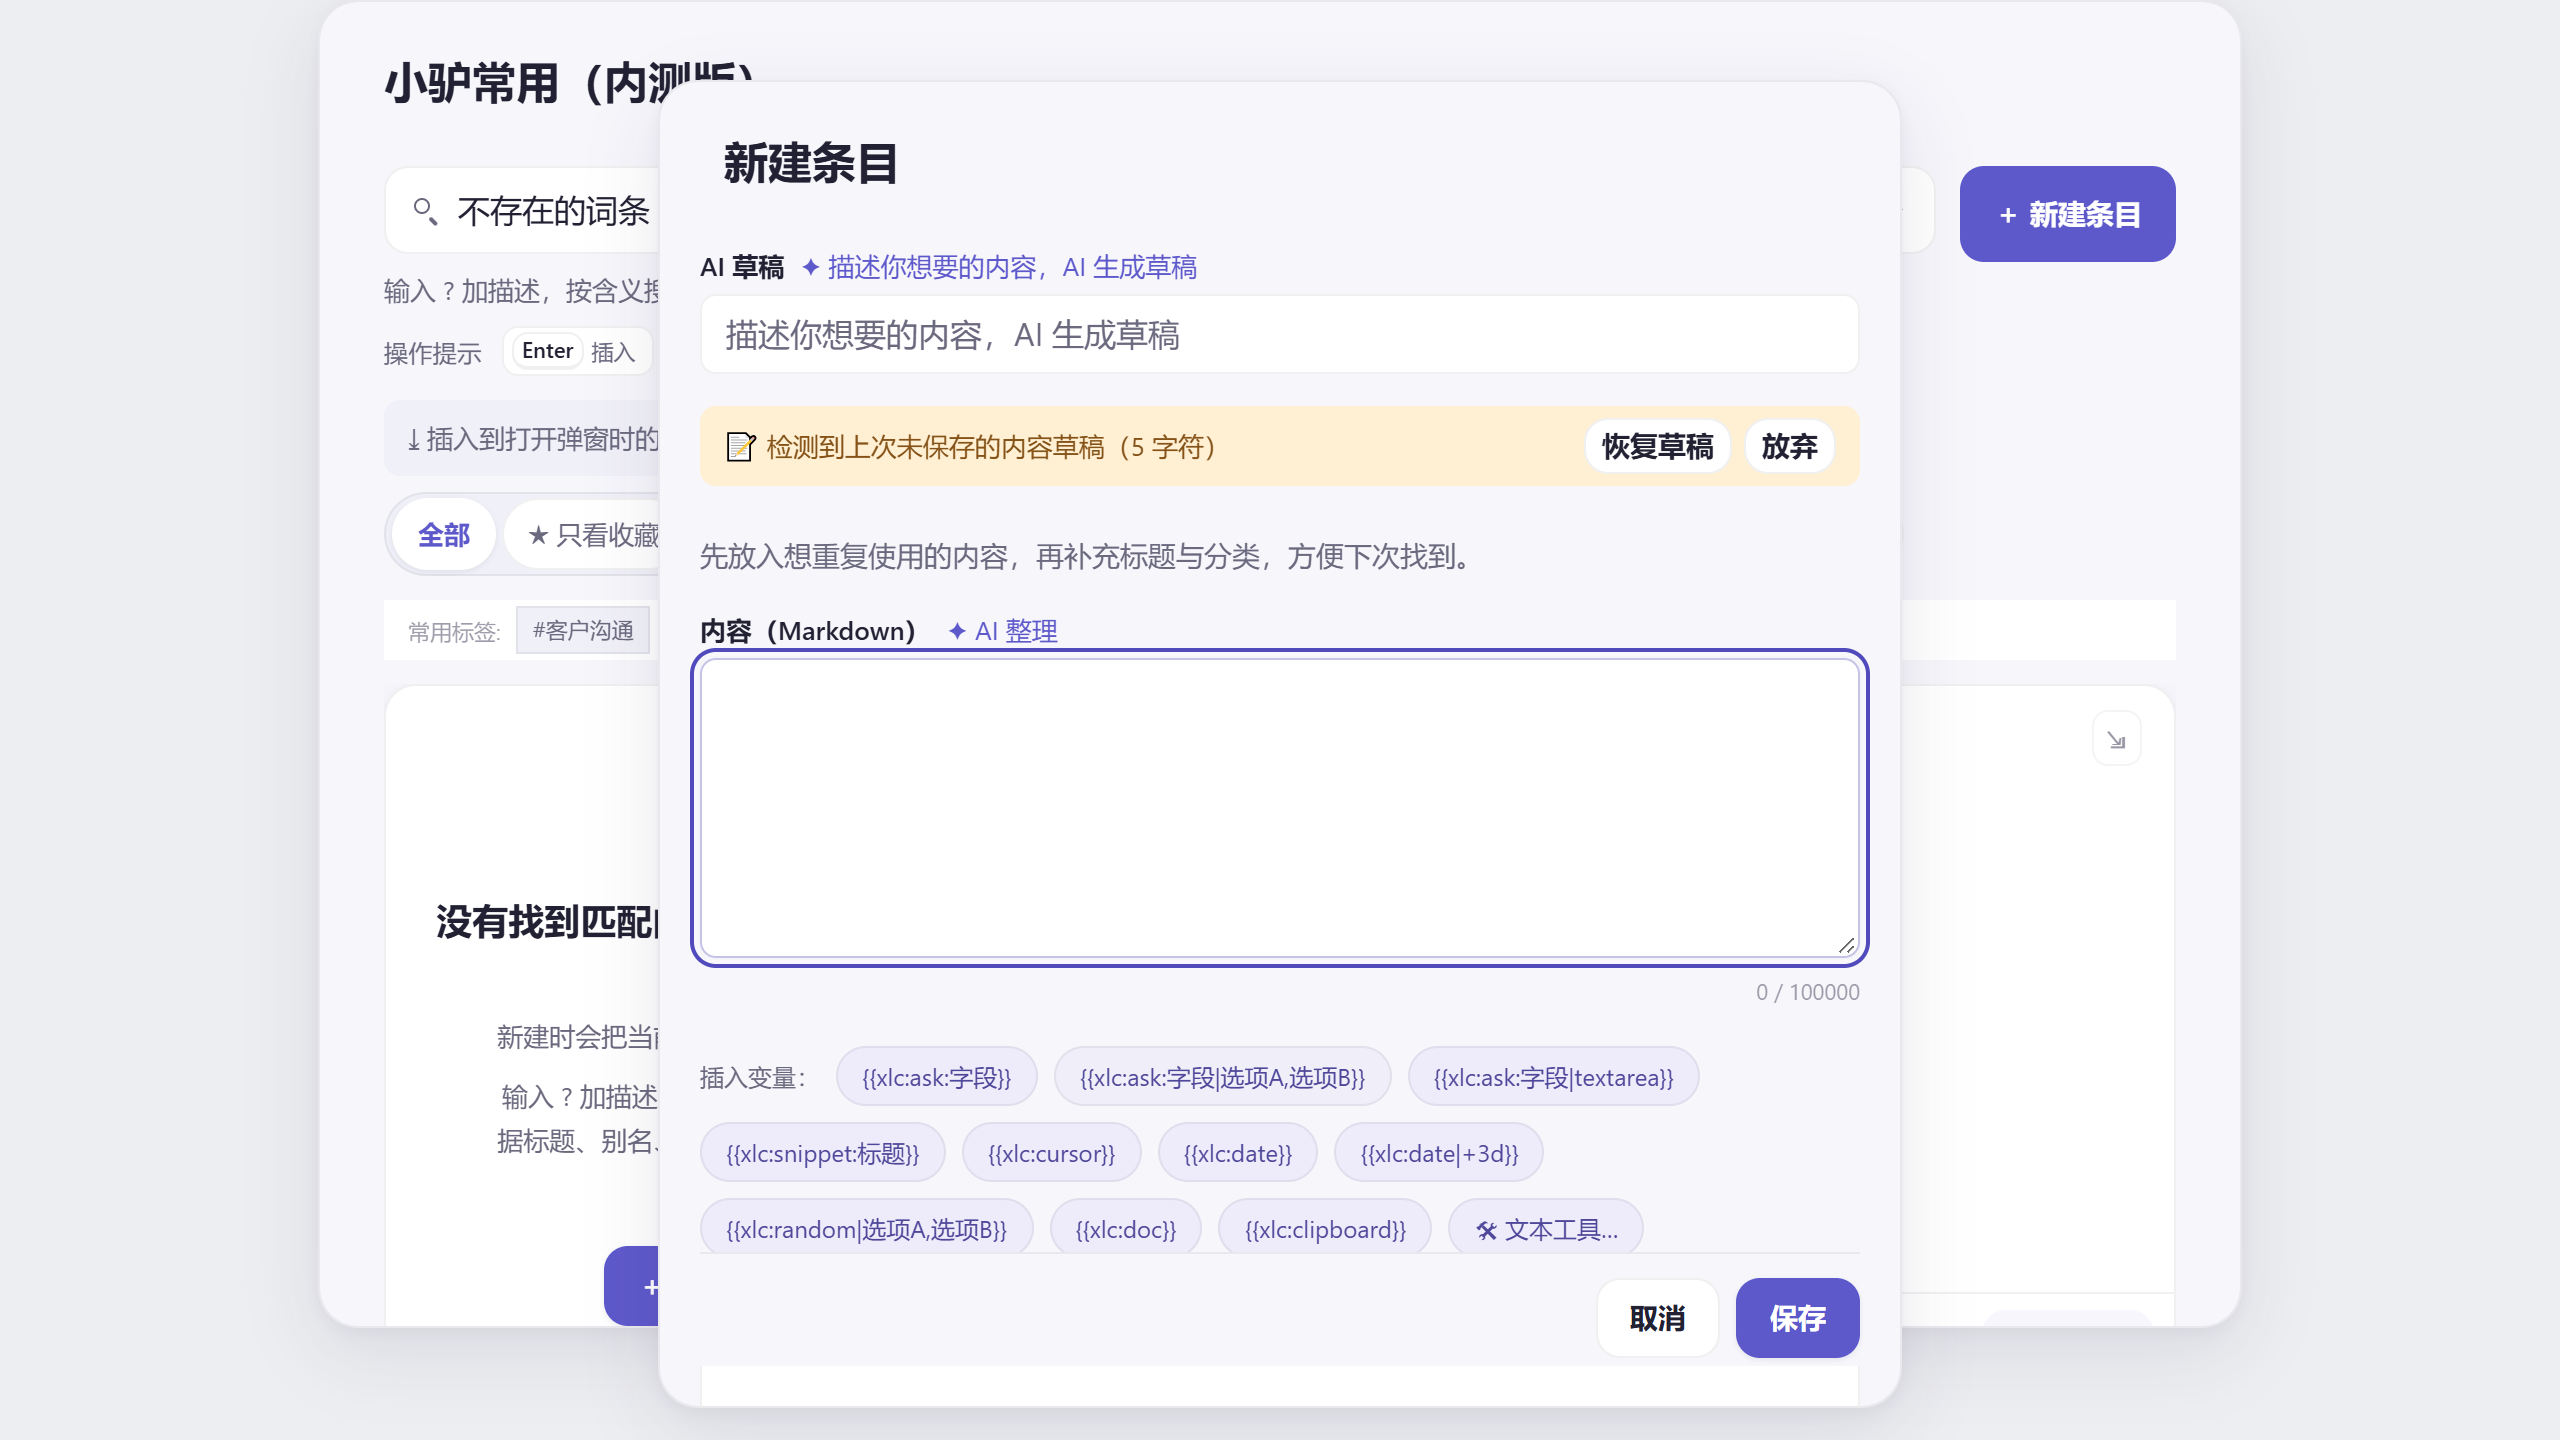 小驴常用（内测版）
新建条目
不存在的词条
+ 新建条目
AI 草稿 ✦ 描述你想要的内容，AI 生成草稿
输入 ? 加描述，按含义搜
描述你想要的内容，AI 生成草稿
操作提示 Enter 插入
⤓插入到打开弹窗时的
📝 检测到上次未保存的内容草稿（5 字符） 恢复草稿 放弃
全部 ★ 只看收藏
先放入想重复使用的内容，再补充标题与分类，方便下次找到。
常用标签: #客户沟通
内容（Markdown） ✦ AI 整理
没有找到匹配
0 / 100000
新建时会把当
插入变量： {{xlc:ask:字段}} {{xlc:ask:字段|选项A,选项B}} {{xlc:ask:字段|textarea}}
输入 ? 加描述
据标题、别名、
{{xlc:snippet:标题}} {{xlc:cursor}} {{xlc:date}} {{xlc:date|+3d}}
{{xlc:random|选项A,选项B}} {{xlc:doc}} {{xlc:clipboard}} 🛠 文本工具...
+
取消 保存